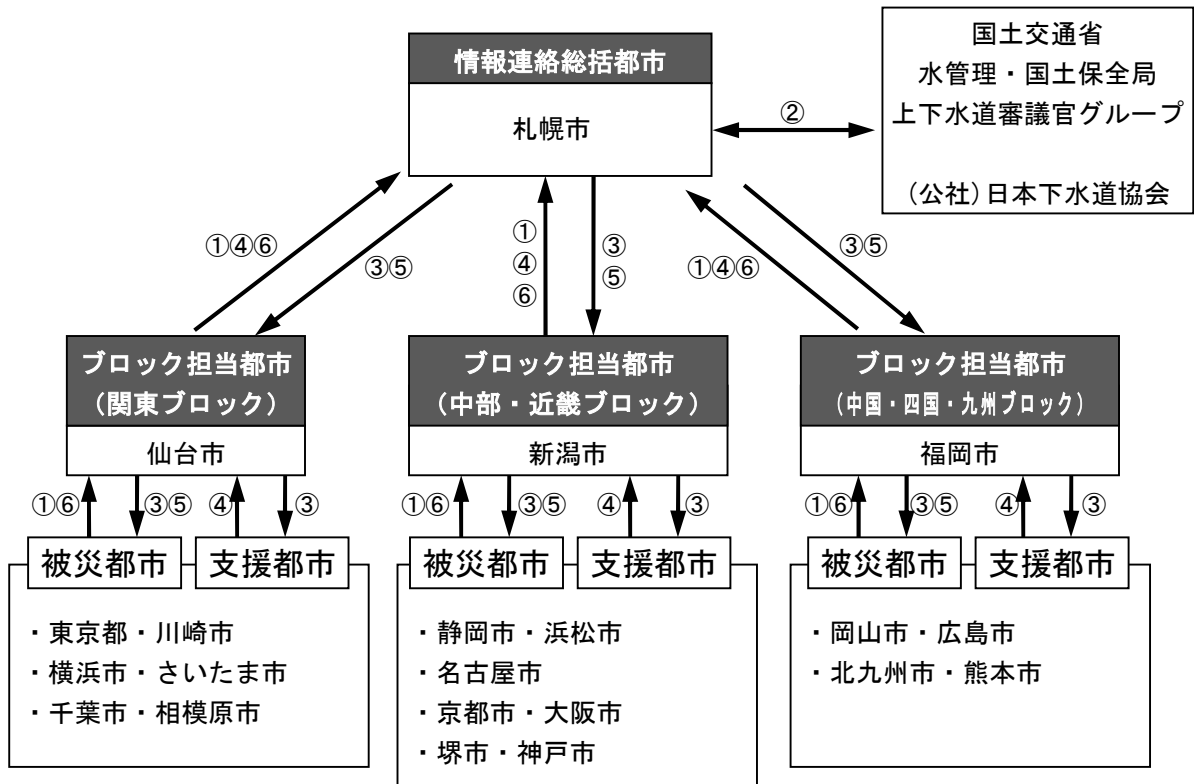 情報連絡総括都市
札幌市
②
国土交通省
水管理・国土保全局
上下水道審議官グループ
(公社)日本下水道協会
①④⑥
③⑤
①
④
⑥
③
⑤
①④⑥
③⑤
ブロック担当都市
(関東ブロック)
仙台市
ブロック担当都市
(中部・近畿ブロック)
新潟市
ブロック担当都市
(中国・四国・九州ブロック)
福岡市
①⑥
③⑤
④
③
①⑥
③⑤
④
③
①⑥
③⑤
④
③
被災都市
支援都市
・東京都・川崎市
・横浜市・さいたま市
・千葉市・相模原市
被災都市
支援都市
・静岡市・浜松市
・名古屋市
・京都市・大阪市
・堺市・神戸市
被災都市
支援都市
・岡山市・広島市
・北九州市・熊本市